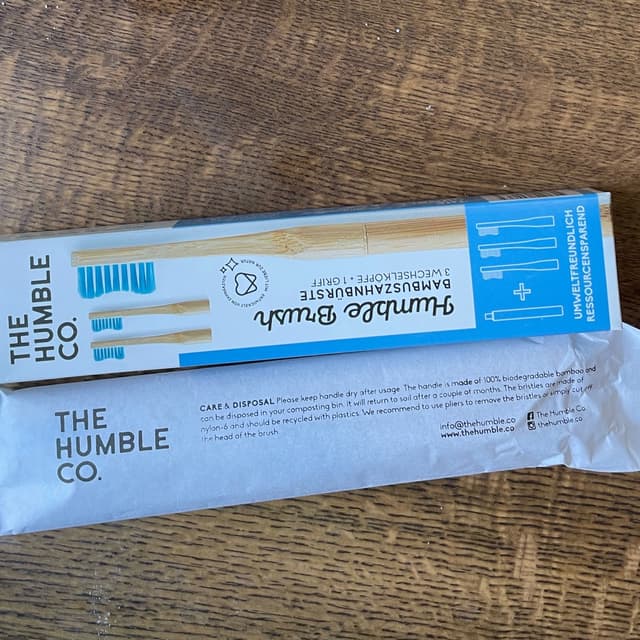 THE
HUMBLE
CO.
Humble Brush
BAMBUSZAHNBÜRSTE
3 WECHSELKÖPFE + 1 GRIFF
UMWELTFREUNDLICH
RESSOURCENSPAREND
THE
HUMBLE
CO.
CARE & DISPOSAL Please keep handle dry after usage. The handle is made of 100% biodegradable bamboo and
can be disposed in your composting bin. It will return to soil after a couple of months. The bristles are made of
nylon-6 and should be recycled with plastics. We recommend to use pliers to remove the bristles or simply cut off
the head of the brush.
info@thehumble.co
www.thehumble.co
The Humble Co.
thehumble.co